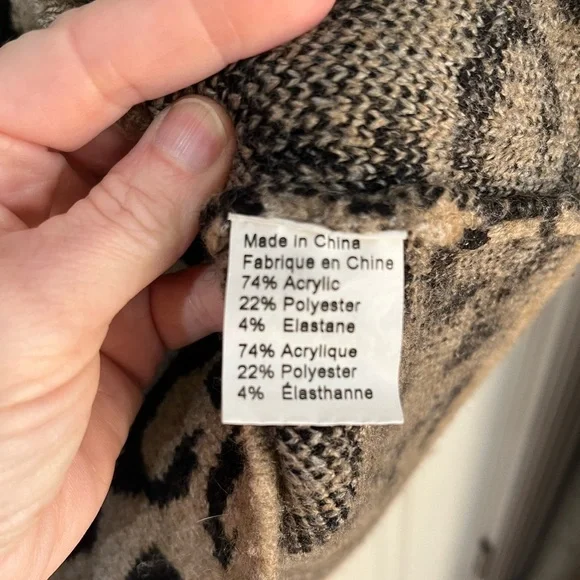 Made in China
Fabrique en Chine
74% Acrylic
22% Polyester
4% Elastane
74% Acrylique
22% Polyester
4% Élasthanne